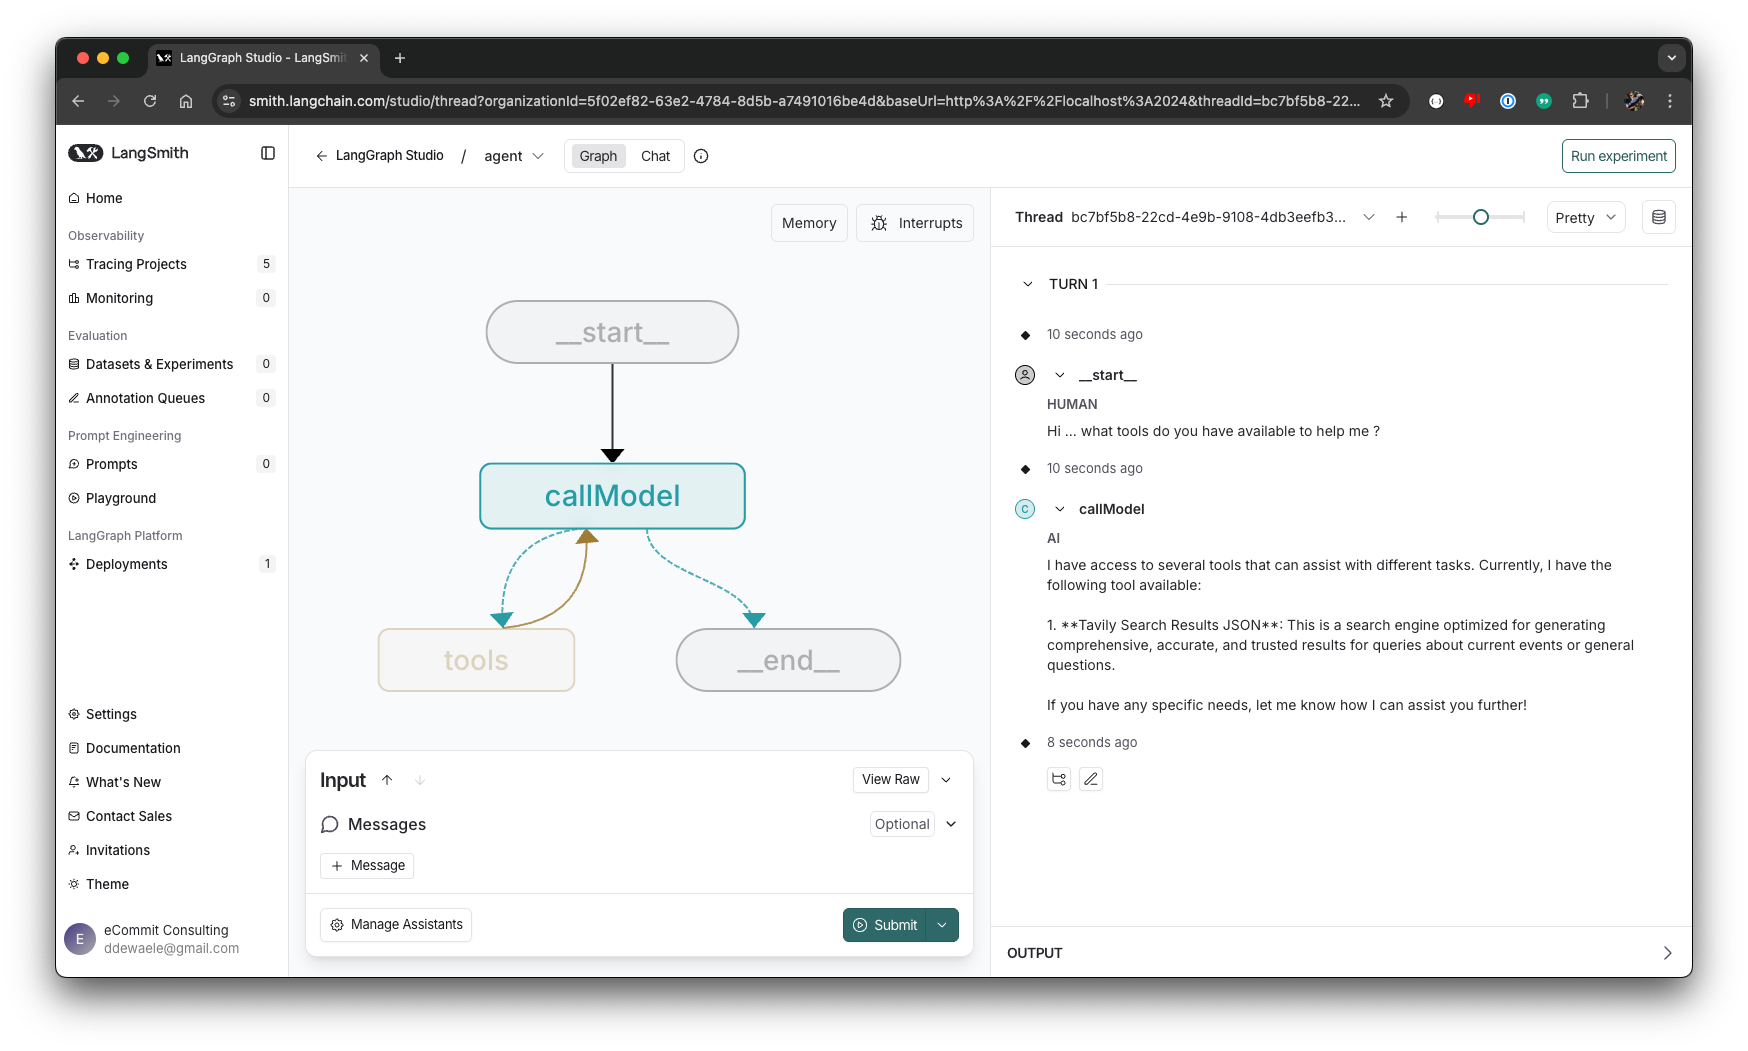 LangGraph Studio - LangSmi
smith.langchain.com/studio/thread?organizationId=5f02ef82-63e2-4784-8d5b-a7491016be4d&baseUrl=http%3A%2F%2Flocalhost%3A2024&threadId=bc7bf5b8-22...
LangSmith
Home
Observability
Tracing Projects 5
Monitoring 0
Evaluation
Datasets & Experiments 0
Annotation Queues 0
Prompt Engineering
Prompts 0
Playground
LangGraph Platform
Deployments 1
Settings
Documentation
What's New
Contact Sales
Invitations
Theme
E
eCommit Consulting
ddewaele@gmail.com
LangGraph Studio / agent
Graph Chat
Run experiment
Memory Interrupts
__start__
callModel
tools
__end__
Input
View Raw
Messages
Optional
+ Message
Manage Assistants
Submit
Thread bc7bf5b8-22cd-4e9b-9108-4db3eefb3...
Pretty
TURN 1
10 seconds ago
__start__
HUMAN
Hi ... what tools do you have available to help me ?
10 seconds ago
C
callModel
AI
I have access to several tools that can assist with different tasks. Currently, I have the
following tool available:
1. **Tavily Search Results JSON**: This is a search engine optimized for generating
comprehensive, accurate, and trusted results for queries about current events or general
questions.
If you have any specific needs, let me know how I can assist you further!
8 seconds ago
OUTPUT